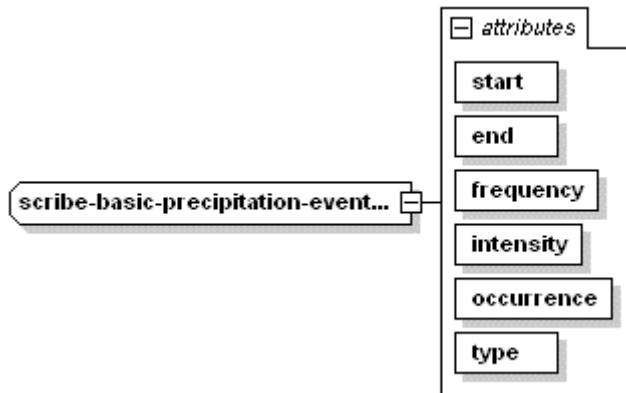 attributes
start
end
scribe-basic-precipitation-event...
frequency
intensity
occurrence
type